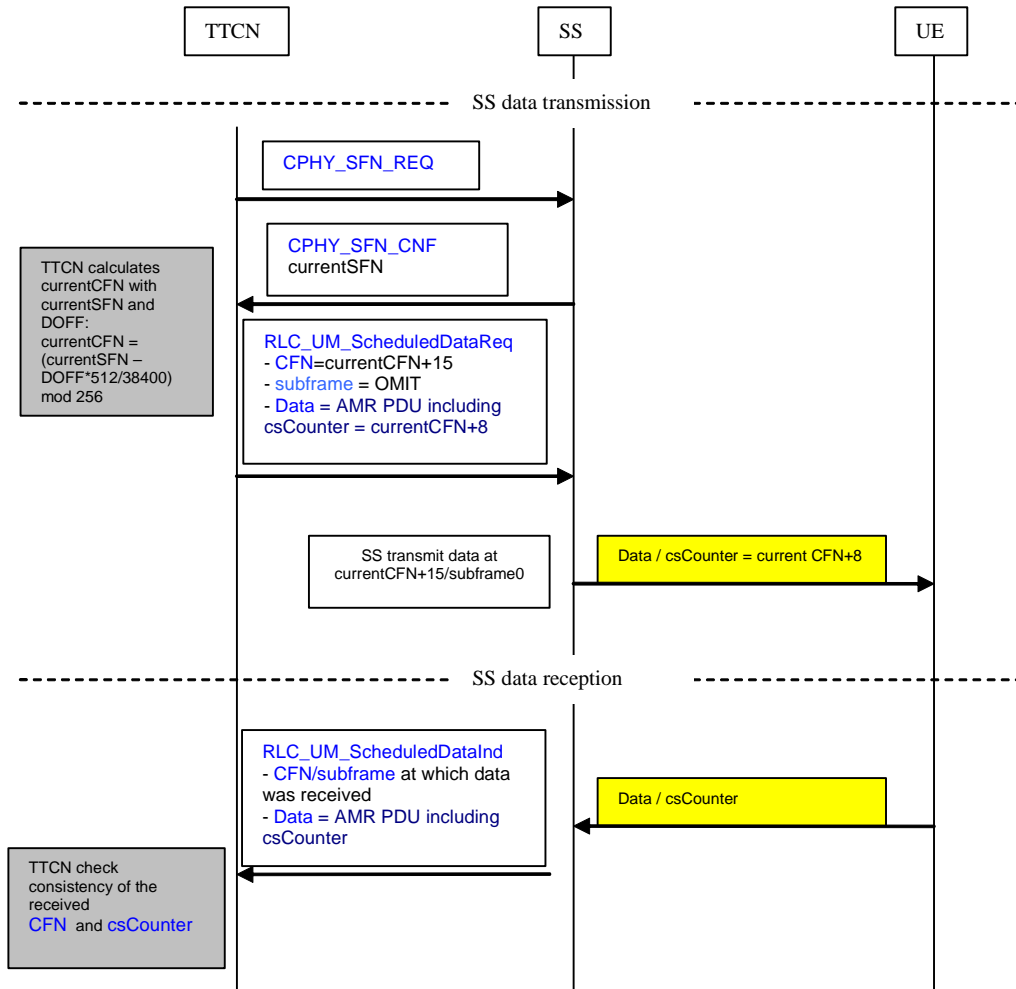 TTCN
SS
UE
SS data transmission
CPHY_SFN_REQ
CPHY_SFN_CNF
currentSFN
TTCN calculates
currentCFN with
currentSFN and
DOFF:
currentCFN =
(currentSFN –
DOFF*512/38400)
mod 256
RLC_UM_ScheduledDataReq
- CFN=currentCFN+15
- subframe = OMIT
- Data = AMR PDU including
csCounter = currentCFN+8
SS transmit data at
currentCFN+15/subframe0
Data / csCounter = current CFN+8
SS data reception
RLC_UM_ScheduledDataInd
- CFN/subframe at which data
was received
- Data = AMR PDU including
csCounter
Data / csCounter
TTCN check
consistency of the
received
CFN and csCounter